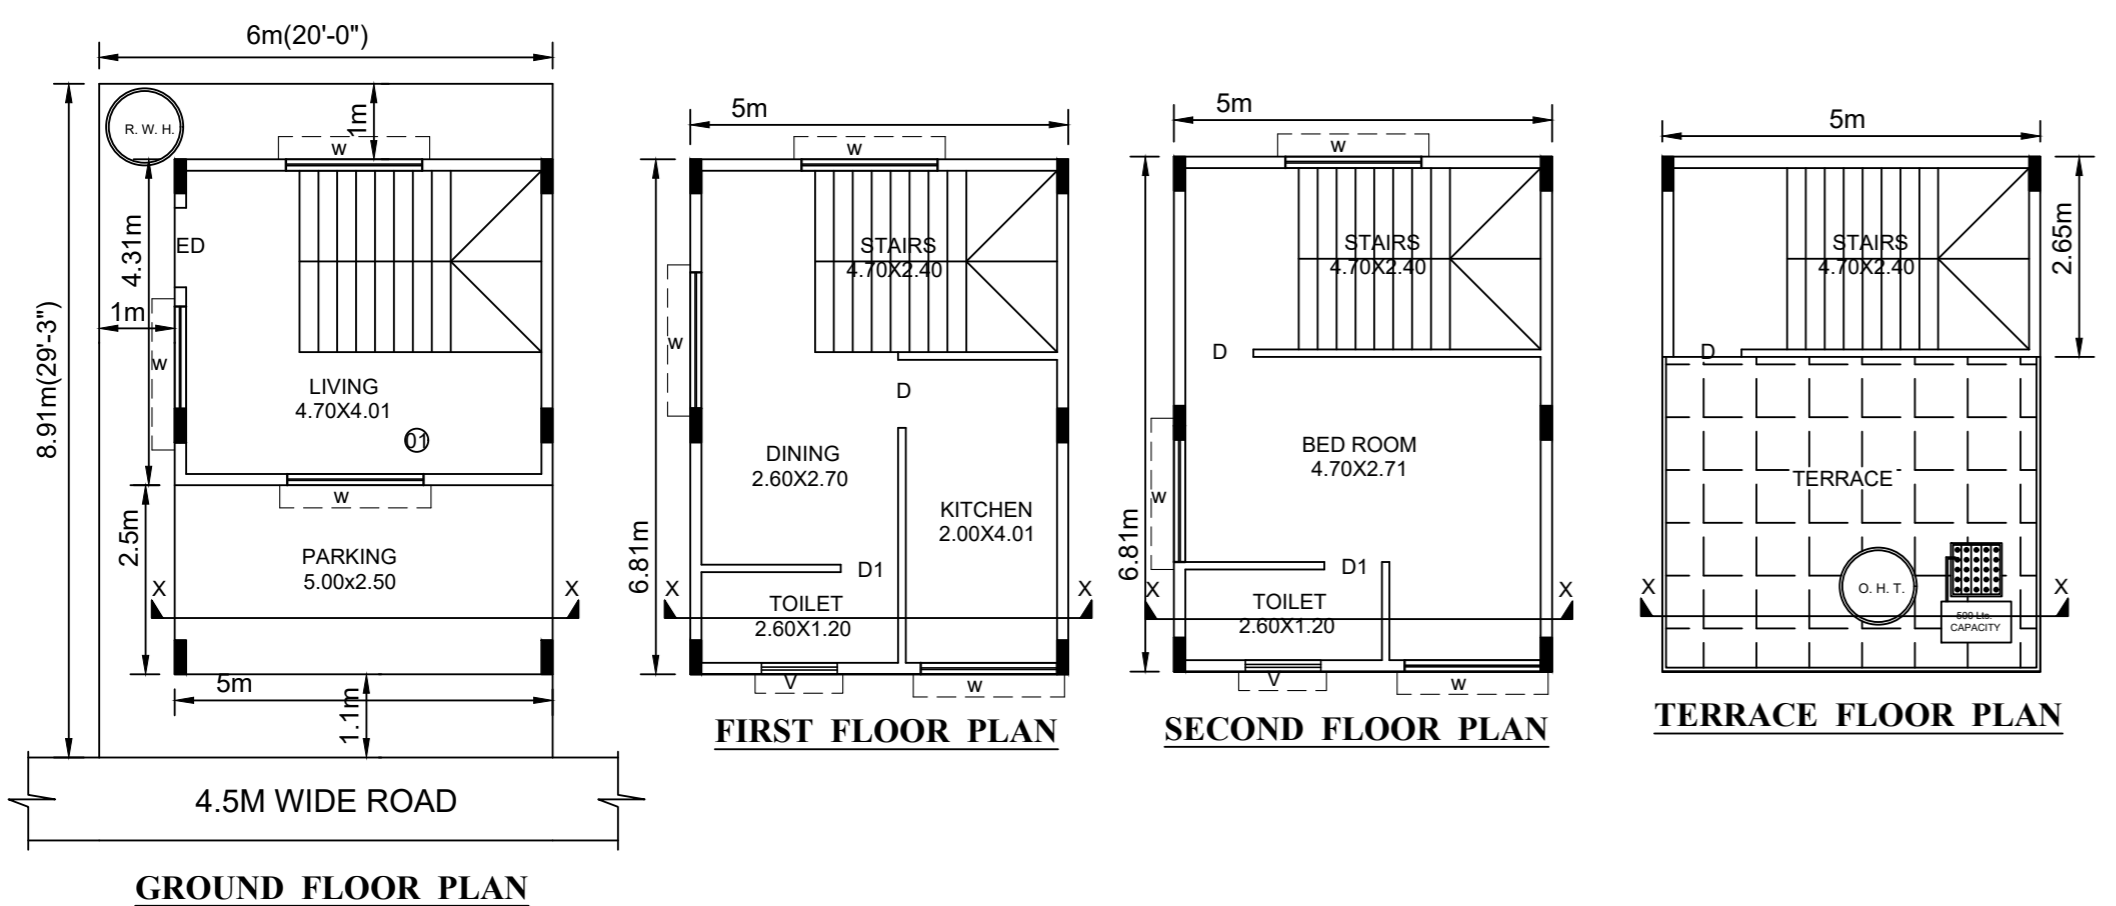 6m(20'-0")
8.91m(29'-3")
R. W. H.
1m
w
4.31m
ED
1m
w
LIVING
4.70X4.01
01
w
2.5m
PARKING
5.00x2.50
X
X
5m
1.1m
4.5M WIDE ROAD
GROUND FLOOR PLAN
5m
w
STAIRS
4.70X2.40
w
D
DINING
2.60X2.70
KITCHEN
2.00X4.01
6.81m
D1
X
X
TOILET
2.60X1.20
V
w
FIRST FLOOR PLAN
5m
w
STAIRS
4.70X2.40
D
BED ROOM
4.70X2.71
w
6.81m
D1
X
X
TOILET
2.60X1.20
V
w
SECOND FLOOR PLAN
5m
STAIRS
4.70X2.40
2.65m
D
TERRACE
X
X
O. H. T.
500 Lts.
CAPACITY
TERRACE FLOOR PLAN